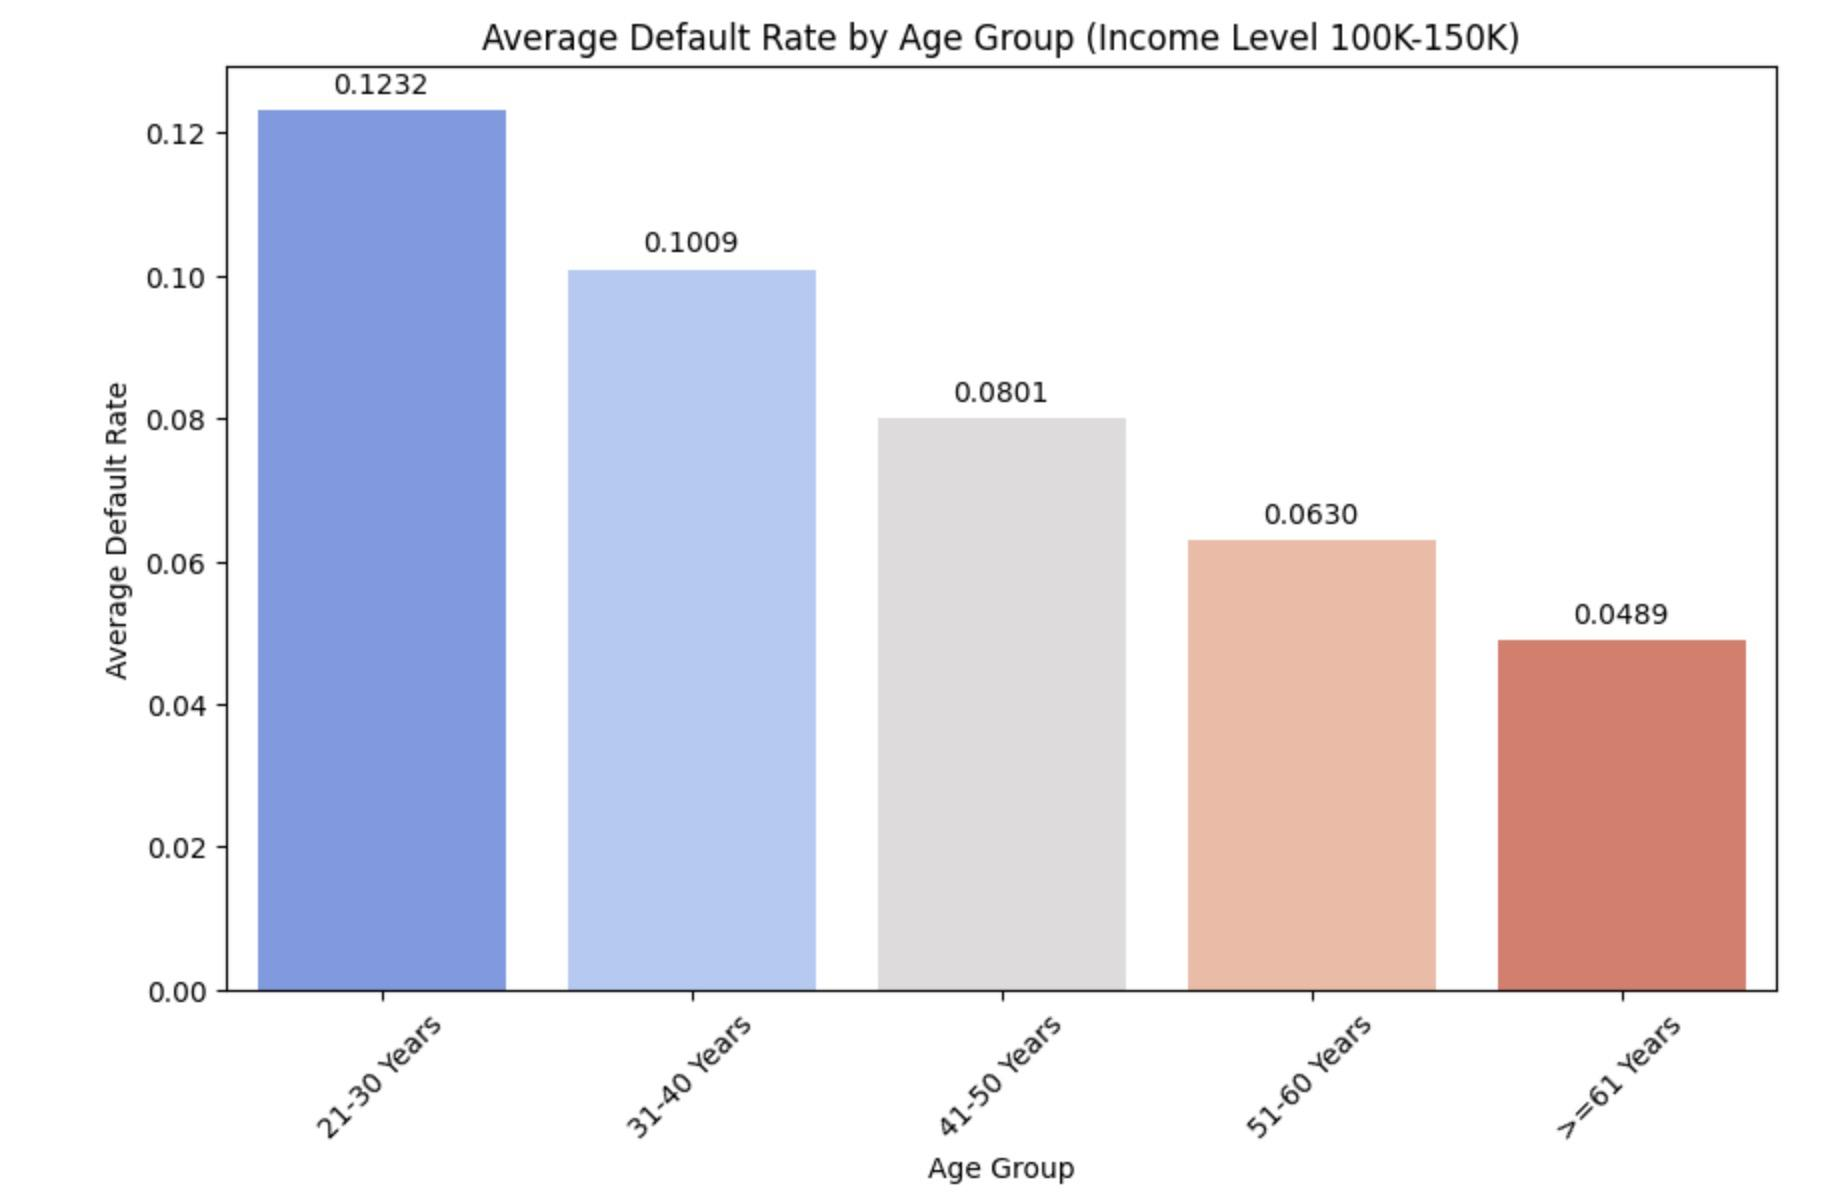 Average Default Rate by Age Group (Income Level 100K-150K)
0.1232
0.1009
0.0801
0.0630
0.0489
Average Default Rate
0.12
0.10
0.08
0.06
0.04
0.02
0.00
21-30 Years
31-40 Years
41-50 Years
51-60 Years
>=61 Years
Age Group